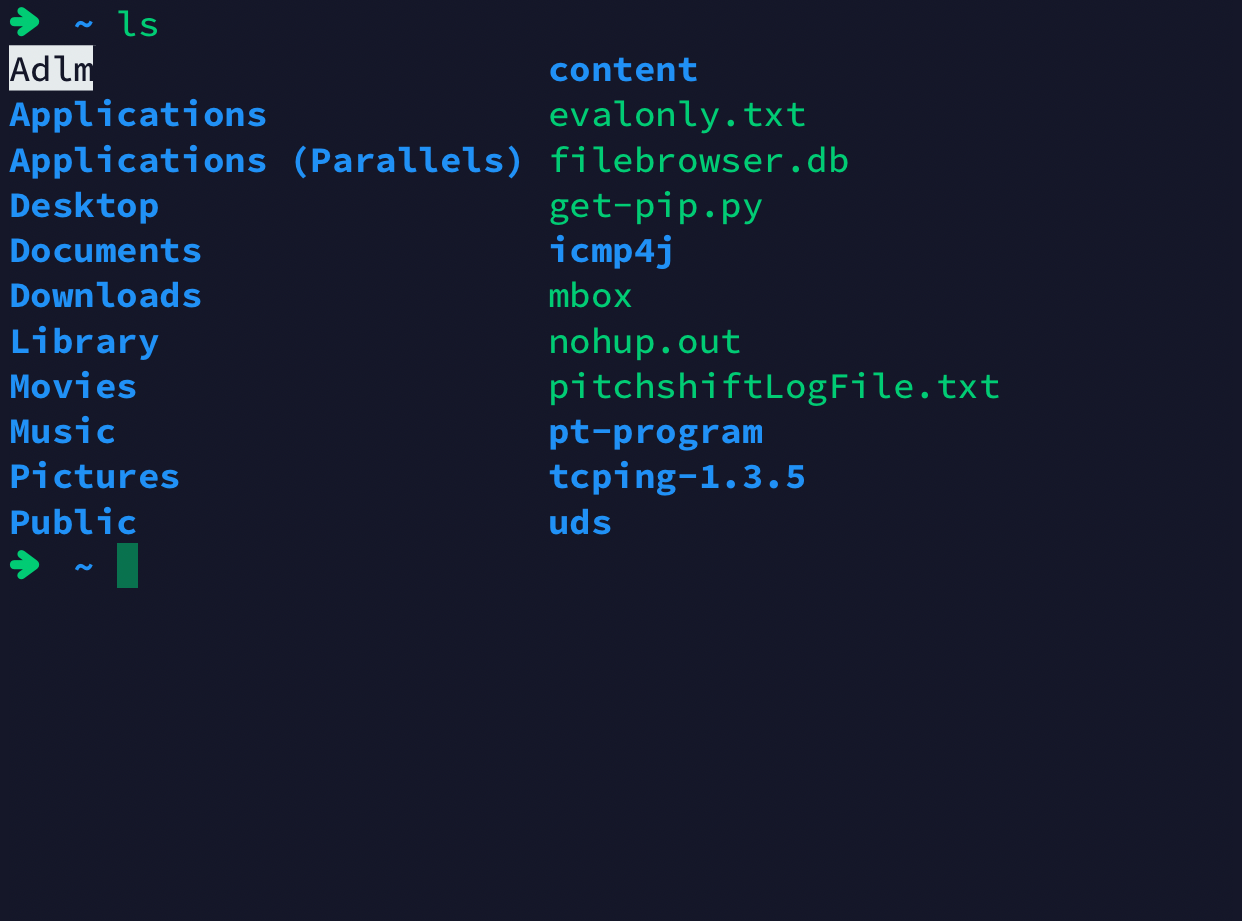 ➜ ~ ls
Adlm content
Applications evalonly.txt
Applications (Parallels) filebrowser.db
Desktop get-pip.py
Documents icmp4j
Downloads mbox
Library nohup.out
Movies pitchshiftLogFile.txt
Music pt-program
Pictures tcping-1.3.5
Public uds
➜ ~